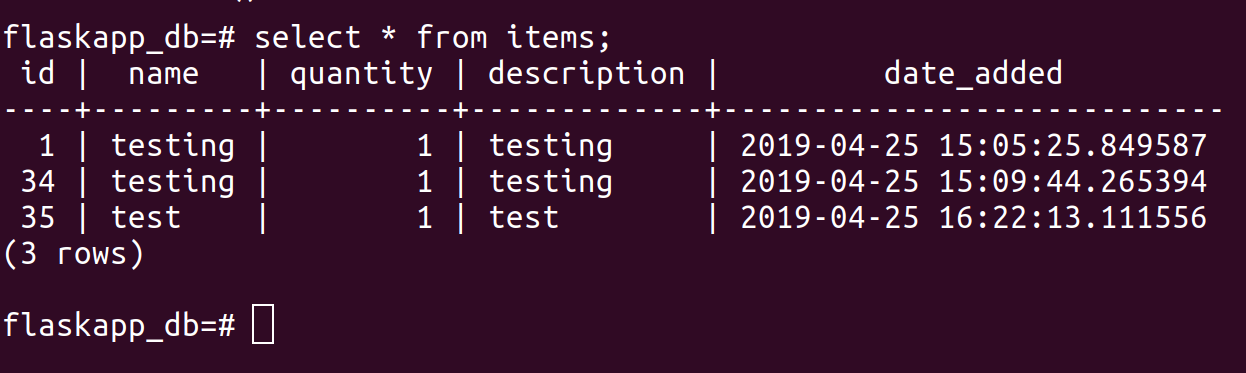 flaskapp_db=# select * from items;
 id |  name   | quantity | description |         date_added
----+---------+----------+-------------+----------------------------
  1 | testing |        1 | testing     | 2019-04-25 15:05:25.849587
 34 | testing |        1 | testing     | 2019-04-25 15:09:44.265394
 35 | test    |        1 | test        | 2019-04-25 16:22:13.111556
(3 rows)
flaskapp_db=#